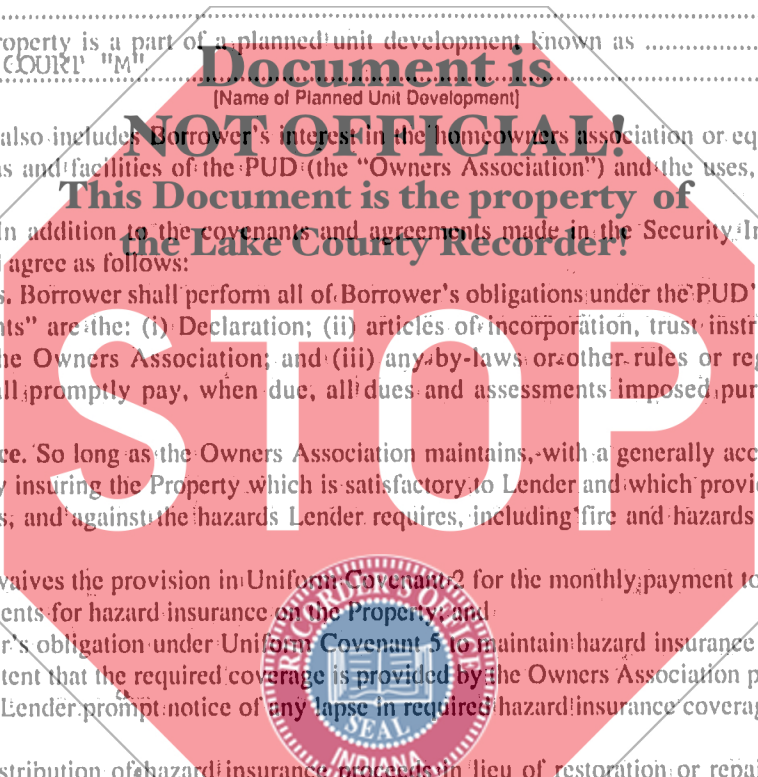 roperty is a part of a planned unit development known as
COURT "M"
Document is
[Name of Planned Unit Development]
also includes Borrower's interest in the homeowners association or eq
NOT OFFICIAL!
s and facilities of the PUD (the "Owners Association") and the uses,
This Document is the property of
In addition to the covenants and agreements made in the Security In
the Lake County Recorder!
agree as follows:
s. Borrower shall perform all of Borrower's obligations under the PUD'
nts" are the: (i) Declaration; (ii) articles of incorporation, trust instr
he Owners Association; and (iii) any by-laws or other rules or reg
all promptly pay, when due, all dues and assessments imposed pur
STOP
ce. So long as the Owners Association maintains, with a generally acc
y insuring the Property which is satisfactory to Lender and which provi
s, and against the hazards Lender requires, including fire and hazards
vaives the provision in Uniform Covenant 2 for the monthly payment to
ents for hazard insurance on the Property; and
r's obligation under Uniform Covenant 5 to maintain hazard insurance
tent that the required coverage is provided by the Owners Association p
Lender prompt notice of any lapse in required hazard insurance coverag
stribution of hazard insurance proceeds in lieu of restoration or repai
RECORDER'S OFFICE
SEAL
INDIANA